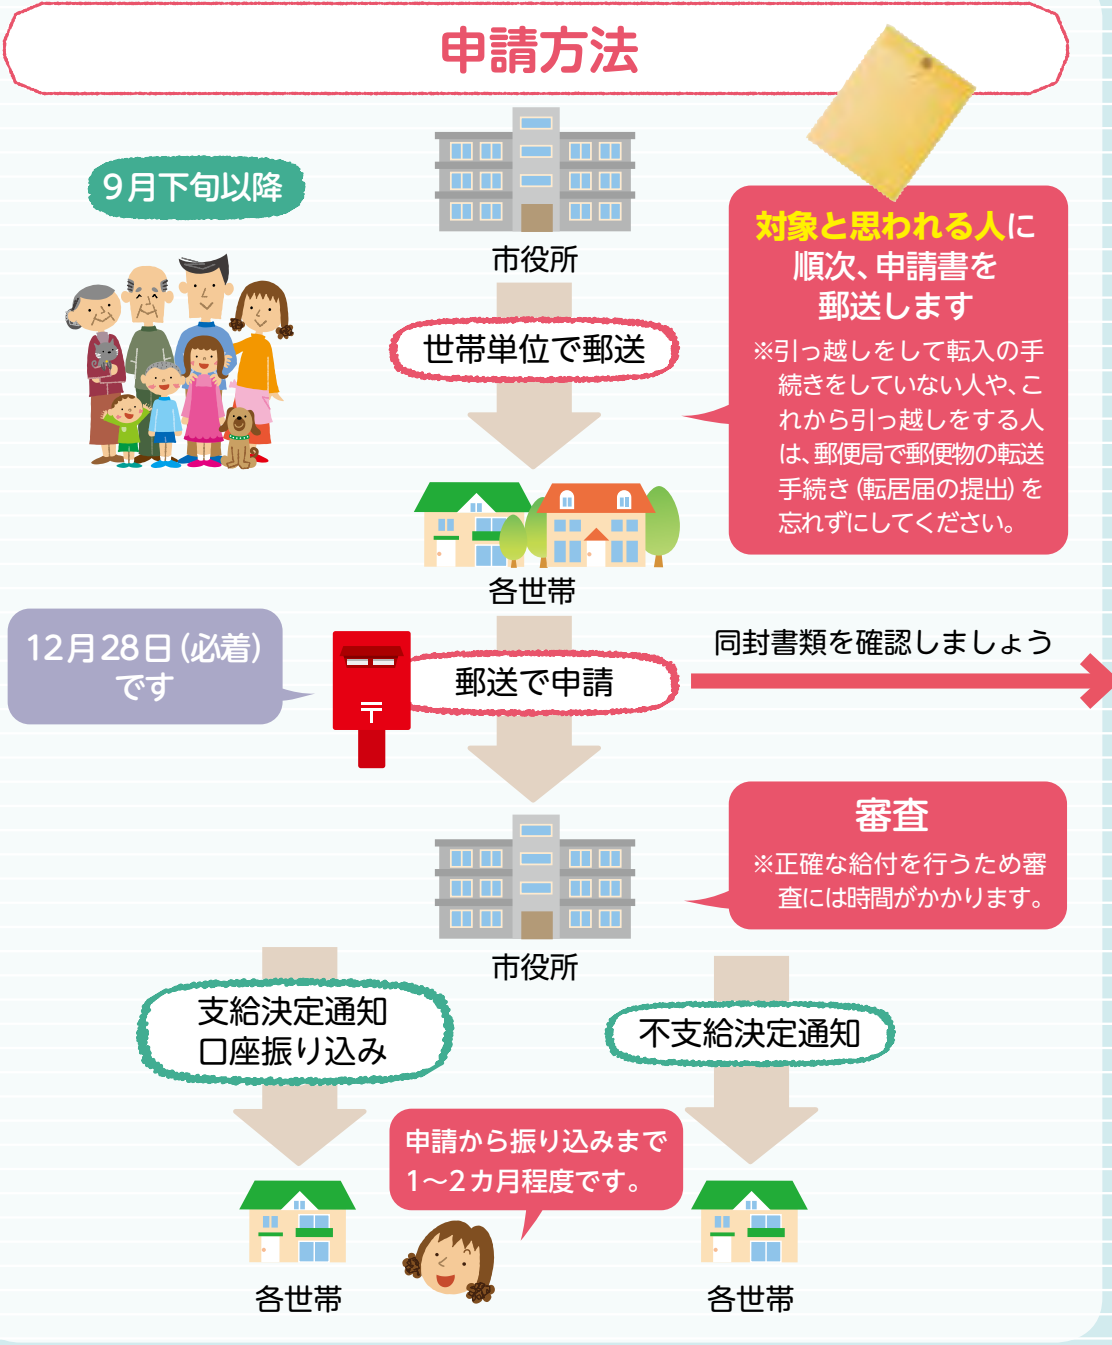 申請方法
9月下旬以降
市役所
対象と思われる人に
順次、申請書を
郵送します
※引っ越しをして転入の手
続きをしていない人や、こ
れから引っ越しをする人
は、郵便局で郵便物の転送
手続き(転居届の提出)を
忘れずにしてください。
世帯単位で郵送
各世帯
12月28日(必着)
です
〒
郵送で申請
同封書類を確認しましょう
審査
※正確な給付を行うため審
査には時間がかかります。
市役所
支給決定通知
口座振り込み
不支給決定通知
申請から振り込みまで
1～2カ月程度です。
各世帯
各世帯